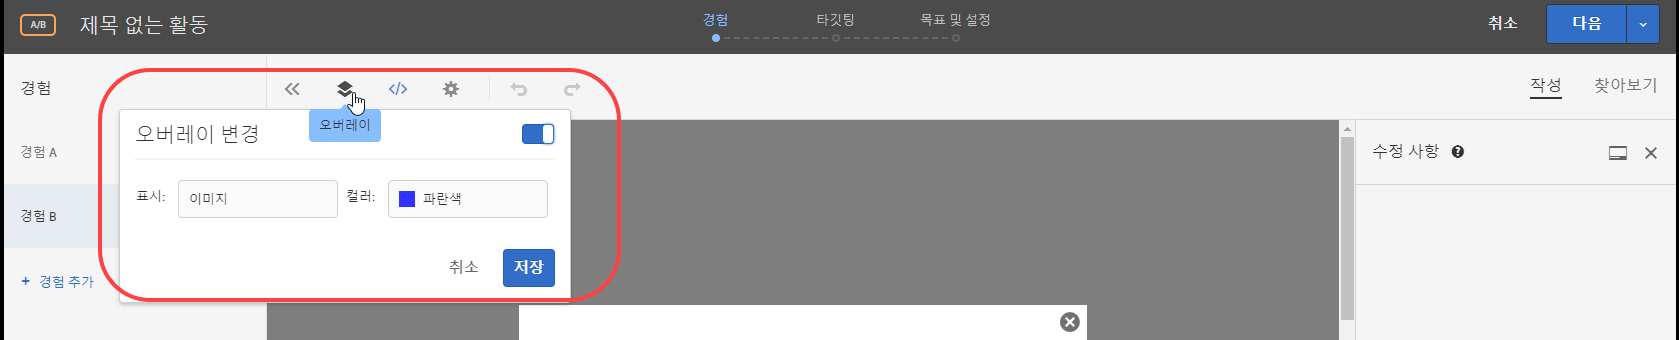 A/B 제목 없는 활동
경험 타깃팅 목표 및 설정
취소 다음
경험
작성 찾아보기
오버레이
오버레이 변경
경험 A
표시: 이미지 컬러: 파란색
경험 B
취소 저장
+ 경험 추가
수정 사항